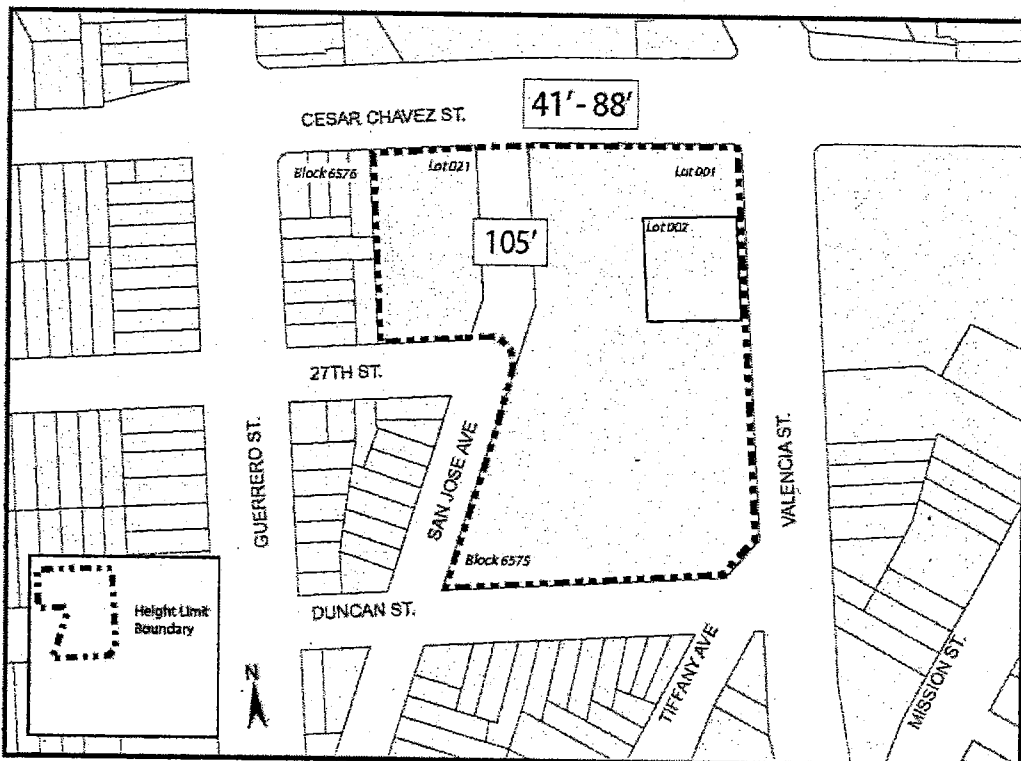 CESAR CHAVEZ ST.
41'-88'
Block 6576
Lot 021
Lot 001
105'
Lot 002
27TH ST.
GUERRERO ST.
SAN JOSE AVE
VALENCIA ST.
Block 6575
DUNCAN ST.
Height Limit
Boundary
N
TIFFANY AVE
MISSION ST.